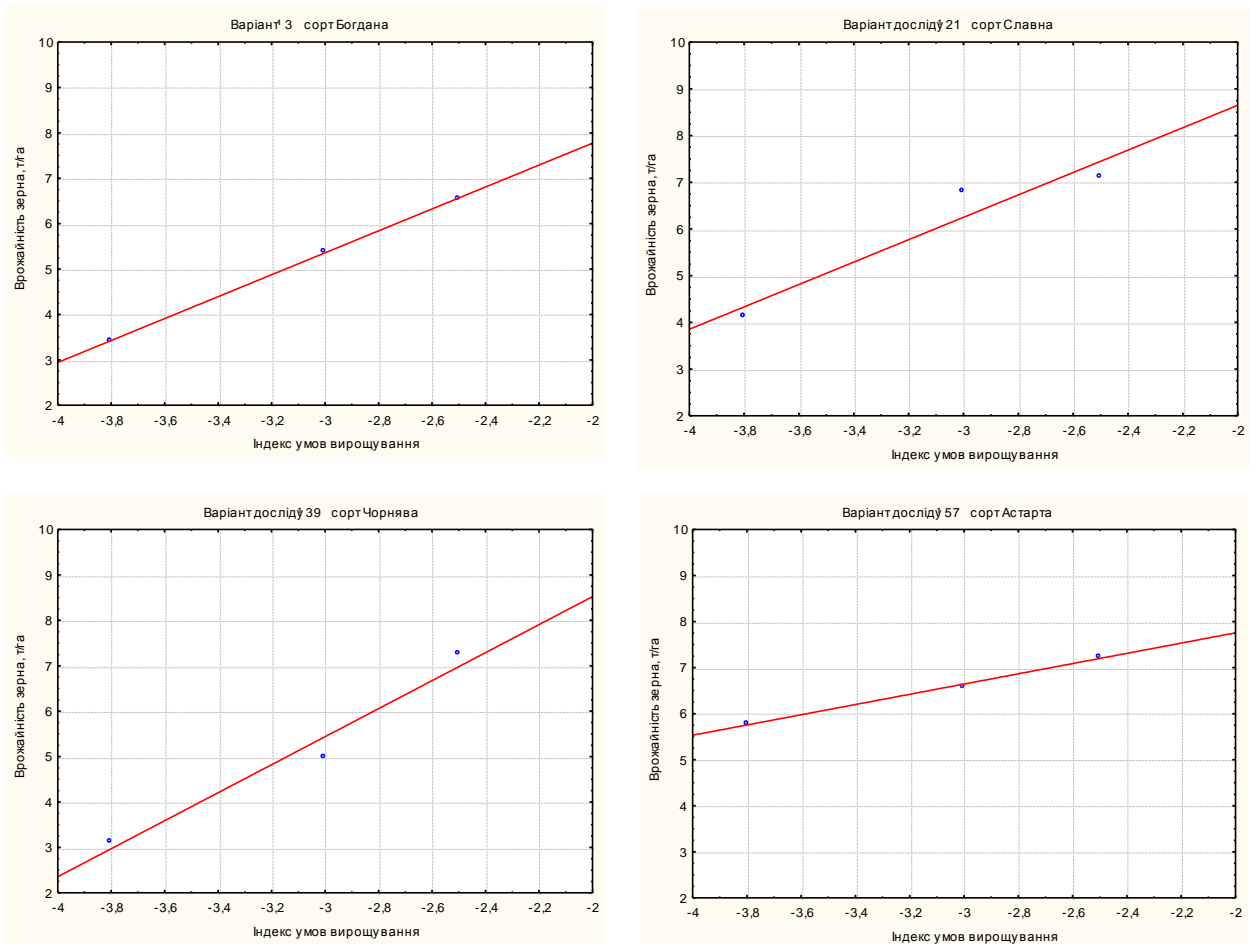 Варіант 3 сорт Богдана
10
9
8
7
6
5
4
3
2
Врожайність зерна, т/га
-4 -3,8 -3,6 -3,4 -3,2 -3 -2,8 -2,6 -2,4 -2,2 -2
Індекс умов вирощування
Варіант досліду 21 сорт Славна
10
9
8
7
6
5
4
3
2
Врожайність зерна, т/га
-4 -3,8 -3,6 -3,4 -3,2 -3 -2,8 -2,6 -2,4 -2,2 -2
Індекс умов вирощування
Варіант досліду 39 сорт Чорнява
10
9
8
7
6
5
4
3
2
Врожайність зерна, т/га
-4 -3,8 -3,6 -3,4 -3,2 -3 -2,8 -2,6 -2,4 -2,2 -2
Індекс умов вирощування
Варіант досліду 57 сорт Астарта
10
9
8
7
6
5
4
3
2
Врожайність зерна, т/га
-4 -3,8 -3,6 -3,4 -3,2 -3 -2,8 -2,6 -2,4 -2,2 -2
Індекс умов вирощування